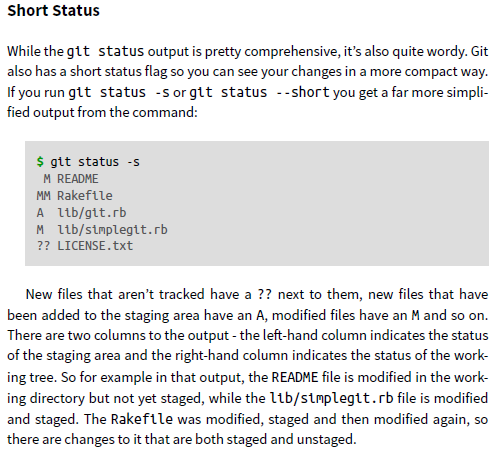 Short Status
While the git status output is pretty comprehensive, it's also quite wordy. Git
also has a short status flag so you can see your changes in a more compact way.
If you run git status -s or git status --short you get a far more simpli-
fied output from the command:
$ git status -s
 M README
MM Rakefile
A  lib/git.rb
M  lib/simplegit.rb
?? LICENSE.txt
New files that aren't tracked have a ?? next to them, new files that have
been added to the staging area have an A, modified files have an M and so on.
There are two columns to the output - the left-hand column indicates the status
of the staging area and the right-hand column indicates the status of the work-
ing tree. So for example in that output, the README file is modified in the work-
ing directory but not yet staged, while the lib/simplegit.rb file is modified
and staged. The Rakefile was modified, staged and then modified again, so
there are changes to it that are both staged and unstaged.